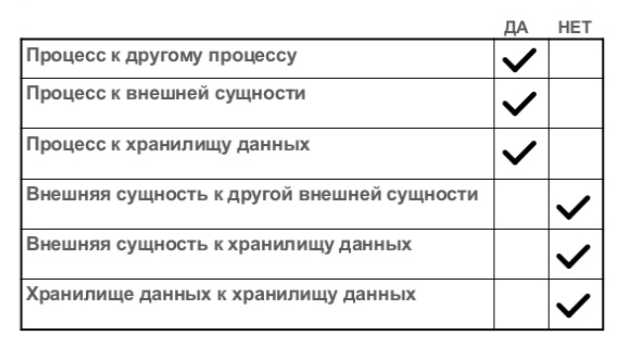 ДА НЕТ
Процесс к другому процессу
Процесс к внешней сущности
Процесс к хранилищу данных
Внешняя сущность к другой внешней сущности
Внешняя сущность к хранилищу данных
Хранилище данных к хранилищу данных